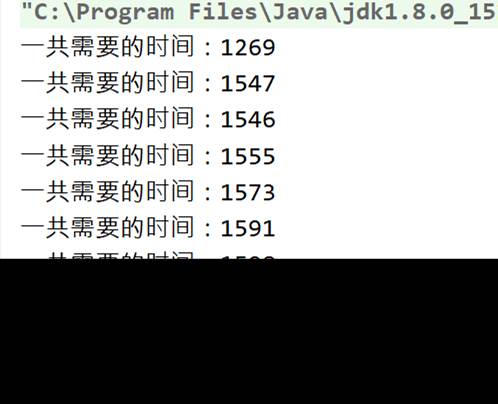 "C:\Program Files\Java\jdk1.8.0_15
一共需要的时间：1269
一共需要的时间：1547
一共需要的时间：1546
一共需要的时间：1555
一共需要的时间：1573
一共需要的时间：1591